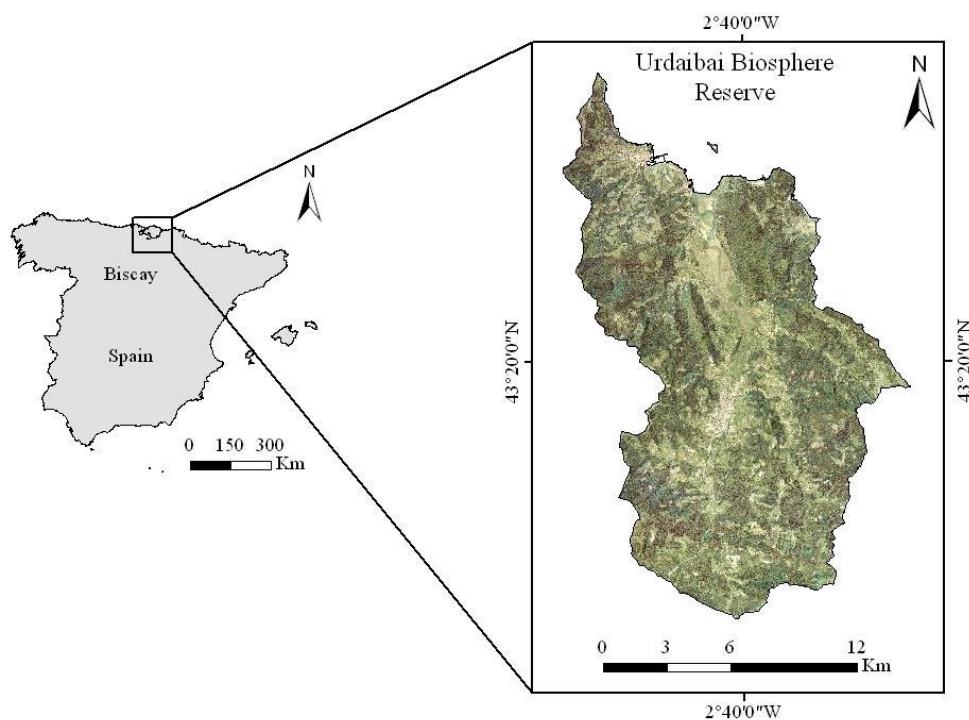 2°40'0"W
Urdaibai Biosphere
Reserve
N
N
Biscay
Spain
43°20'0"N
43°20'0"N
0 150 300
Km
0 3 6 12
Km
2°40'0"W